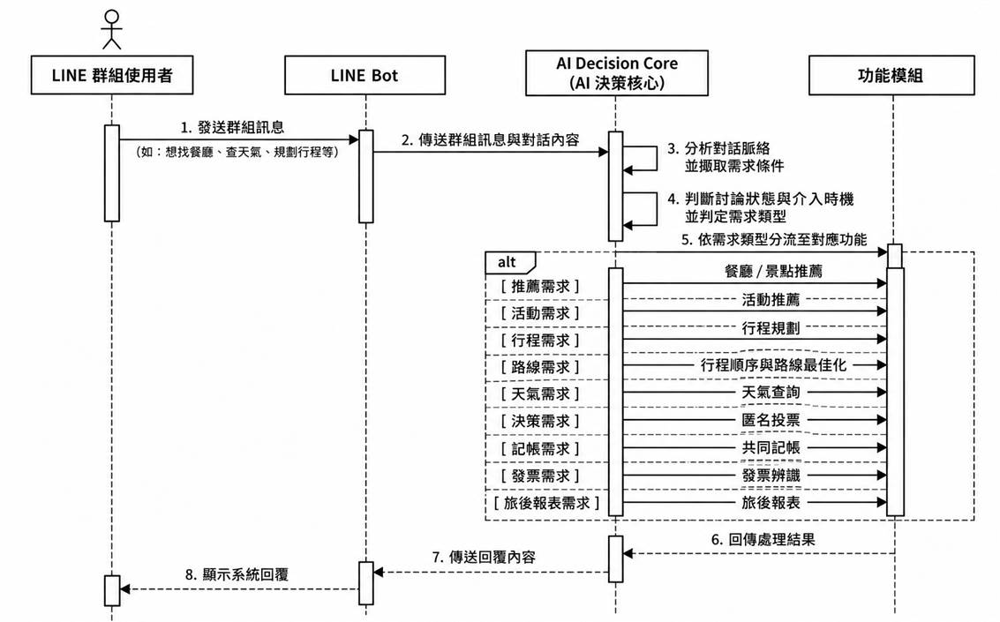 LINE 群組使用者
LINE Bot
AI Decision Core
（AI 決策核心）
功能模組
1. 發送群組訊息
（如：想找餐廳、查天氣、規劃行程等）
2. 傳送群組訊息與對話內容
3. 分析對話脈絡
並擷取需求條件
4. 判斷討論狀態與介入時機
並判定需求類型
5. 依需求類型分流至對應功能
alt
[ 推薦需求 ]
餐廳 / 景點推薦
[ 活動需求 ]
活動推薦
[ 行程需求 ]
行程規劃
[ 路線需求 ]
行程順序與路線最佳化
[ 天氣需求 ]
天氣查詢
[ 決策需求 ]
匿名投票
[ 記帳需求 ]
共同記帳
[ 發票需求 ]
發票辨識
[ 旅後報表需求 ]
旅後報表
6. 回傳處理結果
7. 傳送回覆內容
8. 顯示系統回覆